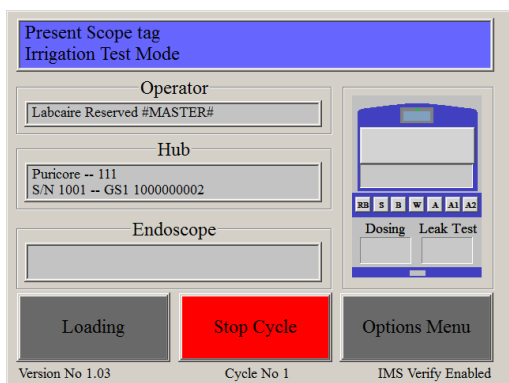 Present Scope tag
Irrigation Test Mode
Operator
Labcaire Reserved #MASTER#
Hub
Puricore -- 111
S/N 1001 -- GS1 1000000002
Endoscope
RB S B W A A1 A2
Dosing Leak Test
Loading Stop Cycle Options Menu
Version No 1.03 Cycle No 1 IMS Verify Enabled